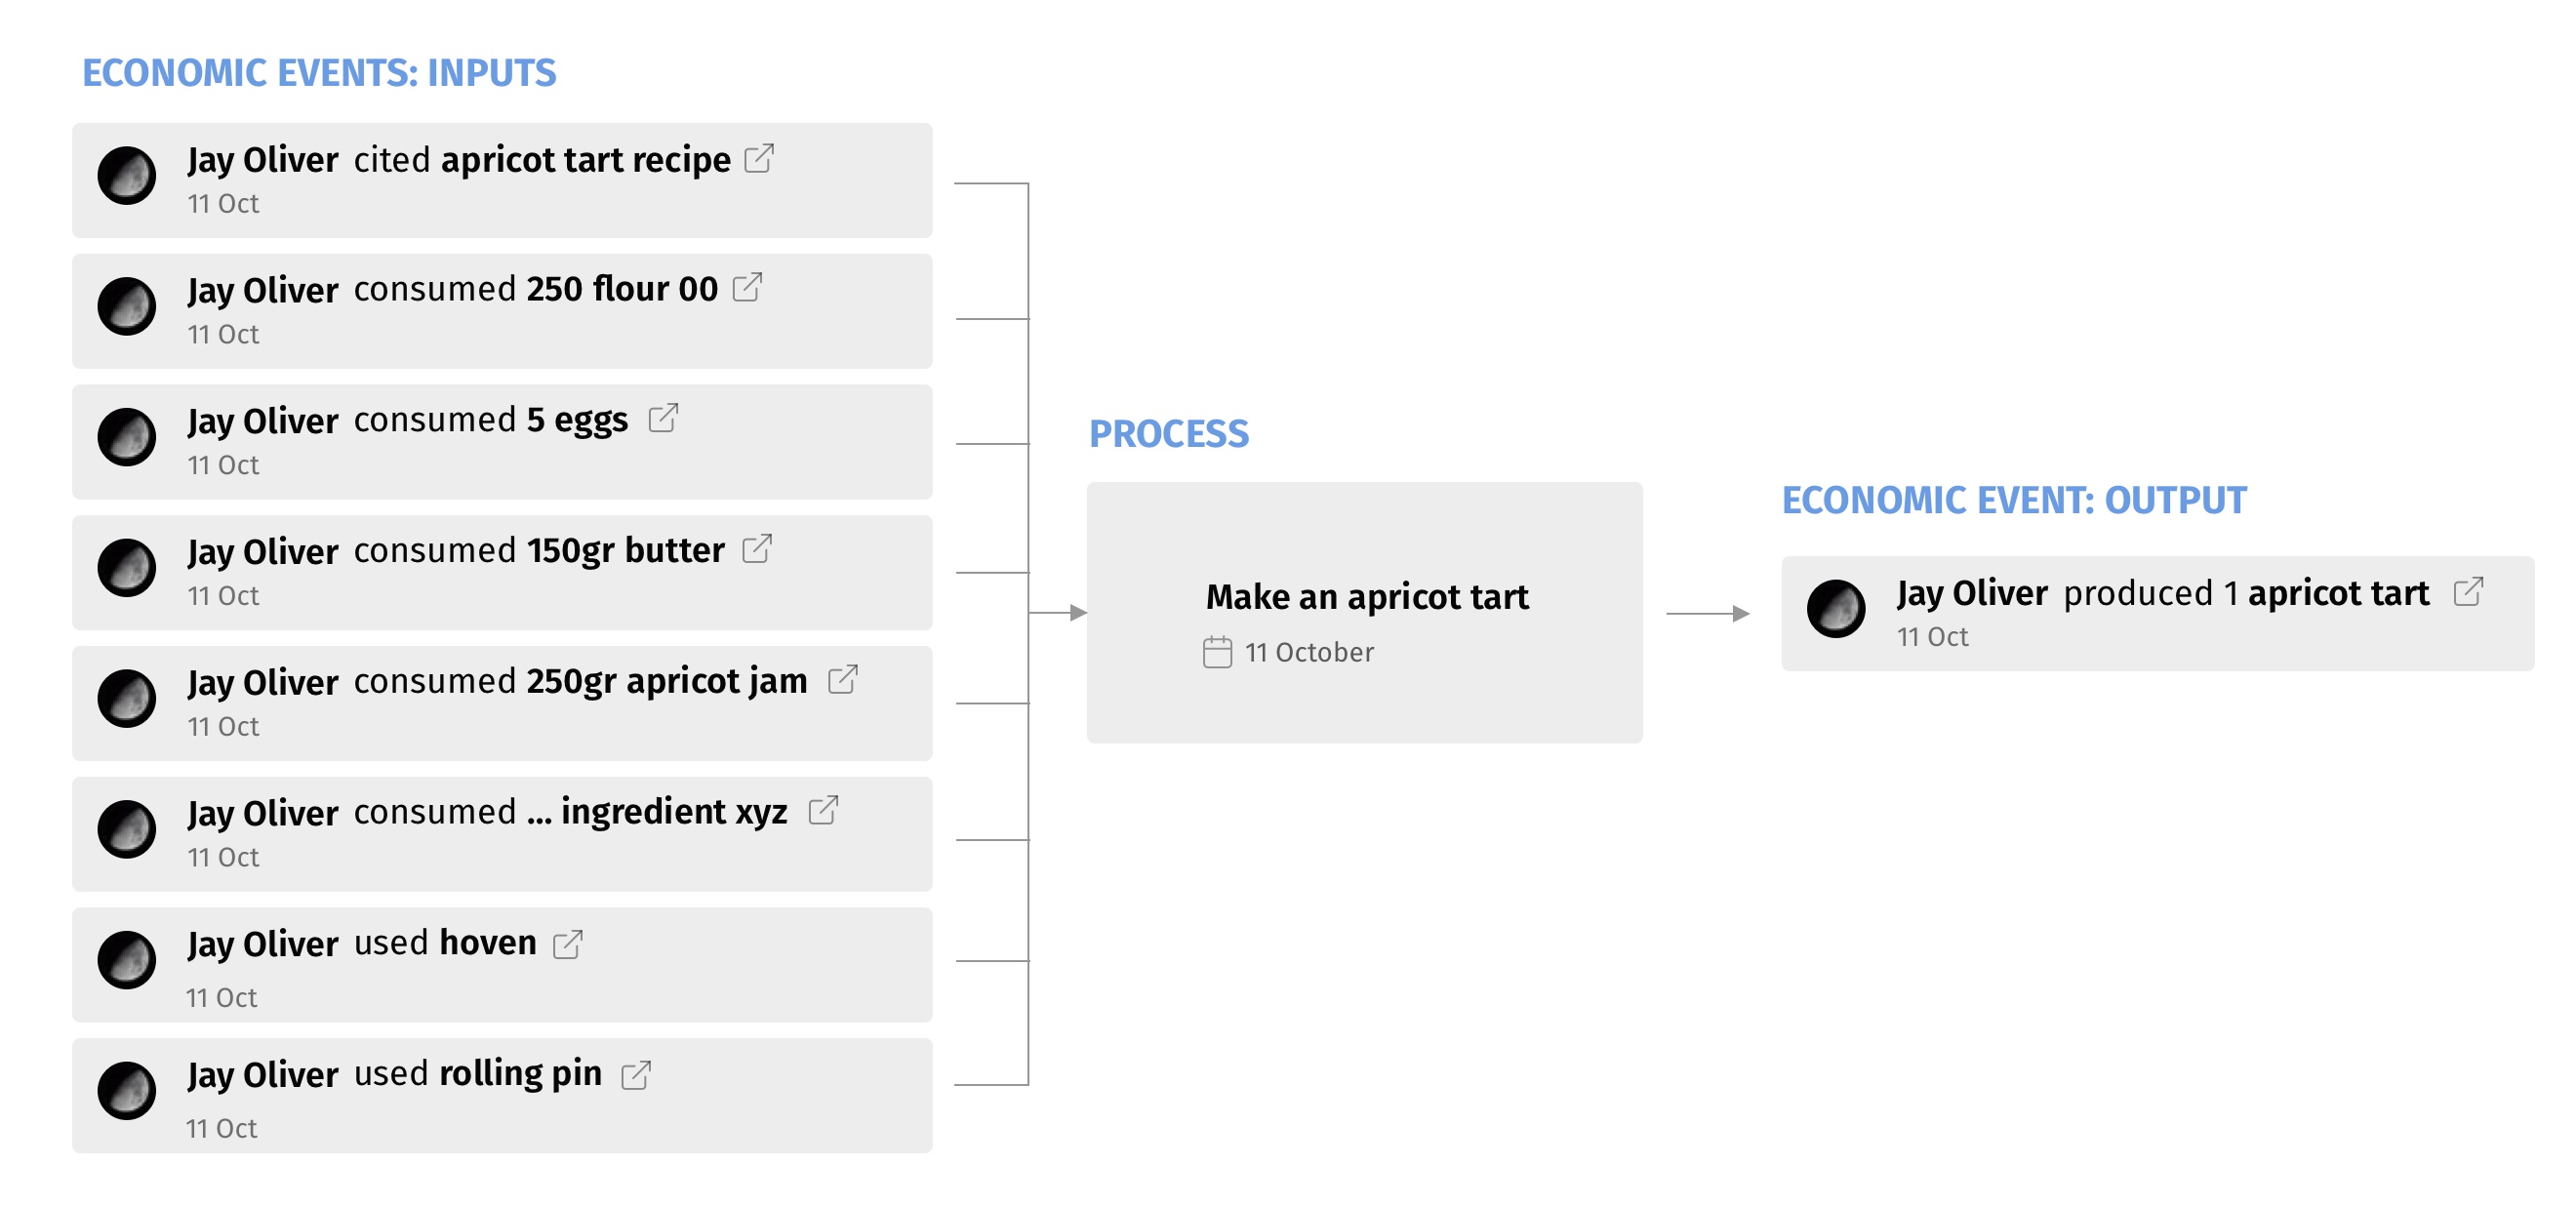 ECONOMIC EVENTS: INPUTS
Jay Oliver cited apricot tart recipe
11 Oct
Jay Oliver consumed 250 flour 00
11 Oct
Jay Oliver consumed 5 eggs
11 Oct
Jay Oliver consumed 150gr butter
11 Oct
Jay Oliver consumed 250gr apricot jam
11 Oct
Jay Oliver consumed ... ingredient xyz
11 Oct
Jay Oliver used hoven
11 Oct
Jay Oliver used rolling pin
11 Oct
PROCESS
Make an apricot tart
11 October
ECONOMIC EVENT: OUTPUT
Jay Oliver produced 1 apricot tart
11 Oct